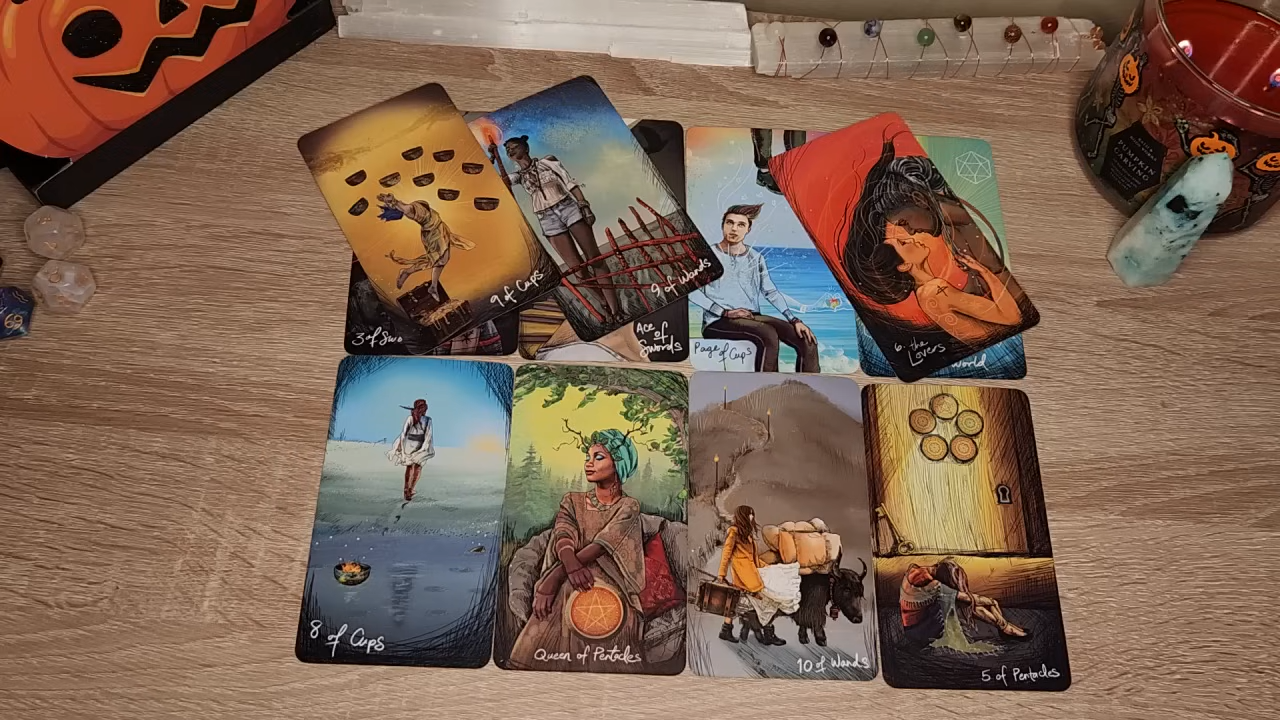 9 of Cups
9 of Wands
3 of Swo
Ace
of
Swords
Page of Cups
6. the
Lovers
World
8 of Cups
Queen of Pentacles
10 of Wands
5 of Pentacles
PUMPKIN
CARVING